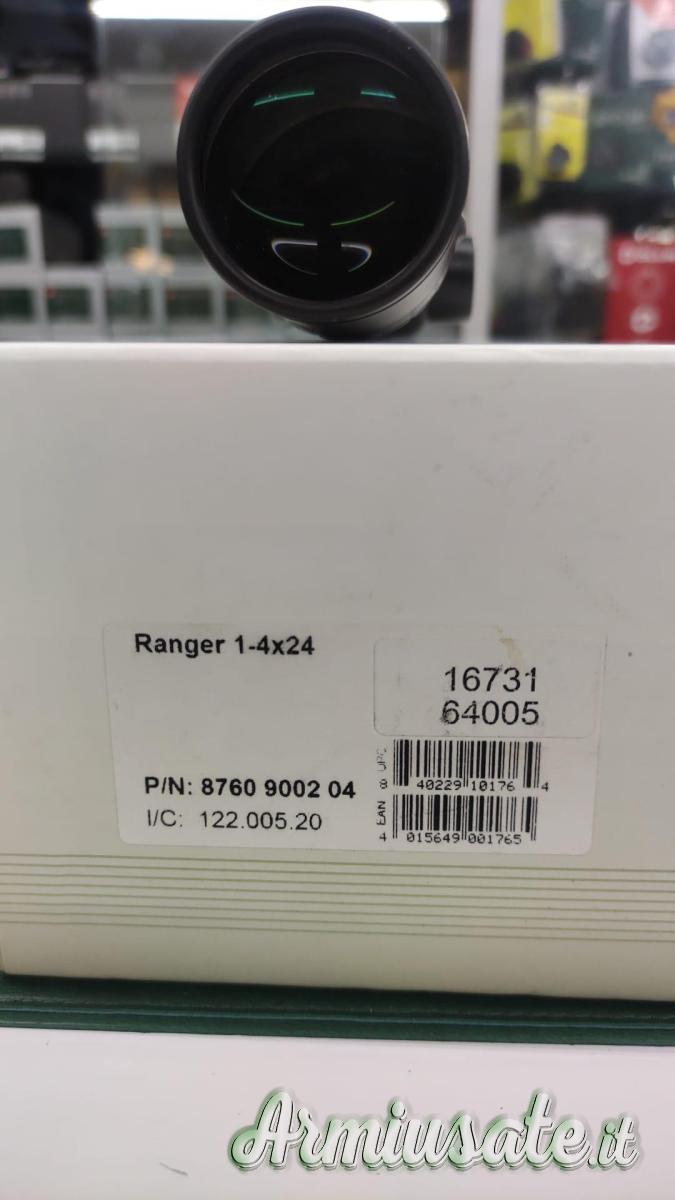 Ranger 1-4x24
16731
64005
P/N: 8760 9002 04
I/C: 122.005.20
UPC
8 40229 10176 4
EAN
4 015649 001765
Armiusate.it